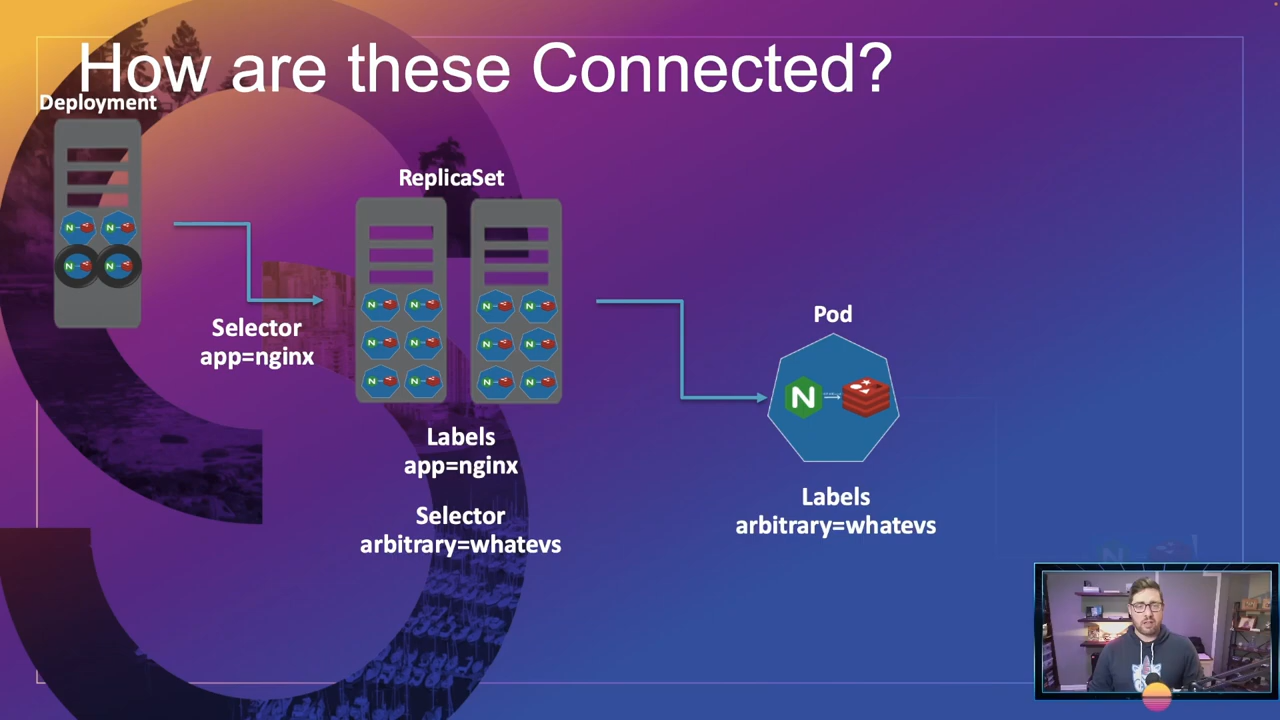 How are these Connected?
Deployment
ReplicaSet
Selector
app=nginx
Labels
app=nginx
Selector
arbitrary=whatevs
Pod
N
Labels
arbitrary=whatevs